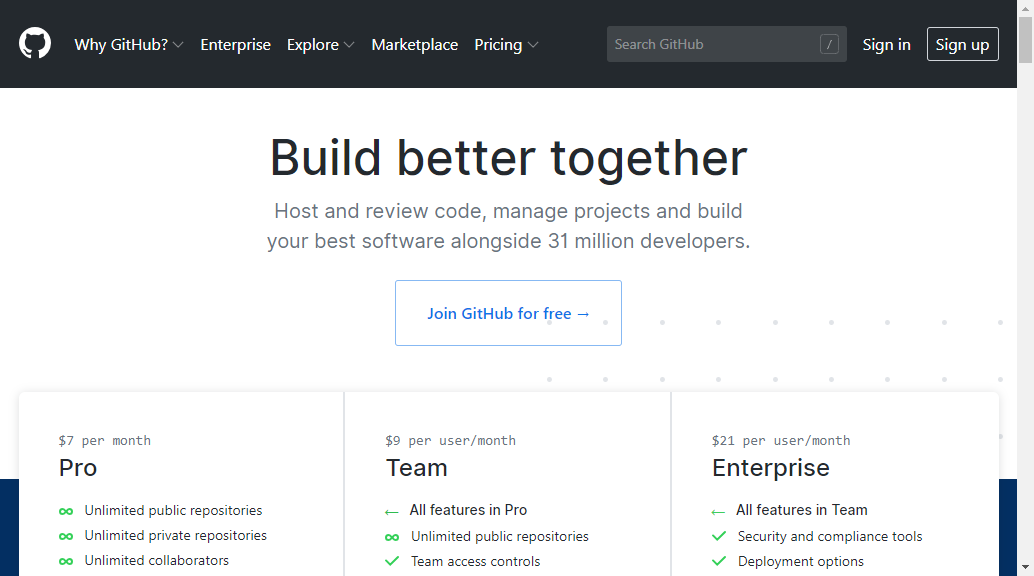 Why GitHub? Enterprise Explore Marketplace Pricing Search GitHub / Sign in Sign up
Build better together
Host and review code, manage projects and build
your best software alongside 31 million developers.
Join GitHub for free →
$7 per month
Pro
∞ Unlimited public repositories
∞ Unlimited private repositories
∞ Unlimited collaborators
$9 per user/month
Team
← All features in Pro
∞ Unlimited public repositories
✓ Team access controls
$21 per user/month
Enterprise
← All features in Team
✓ Security and compliance tools
✓ Deployment options